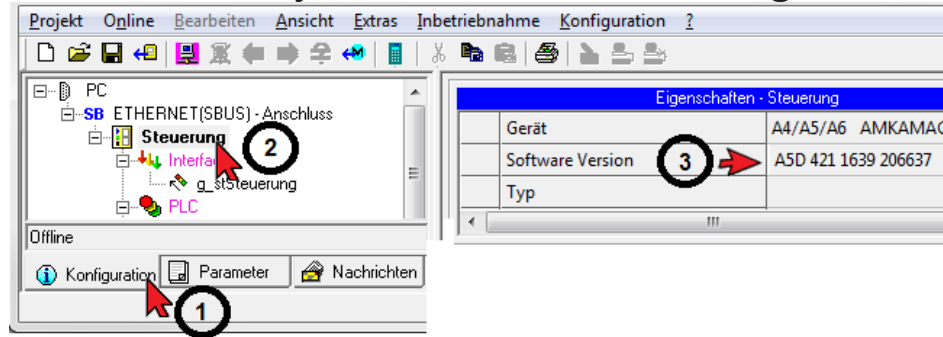 Projekt Online Bearbeiten Ansicht Extras Inbetriebnahme Konfiguration ?
PC
SB ETHERNET(SBUS) - Anschluss
Steuerung
2
Interfa
g_stSteuerung
PLC
Offline
Konfiguration Parameter Nachrichten
1
Eigenschaften - Steuerung
Gerät A4/A5/A6 AMKAMAC
Software Version 3 A5D 421 1639 206637
Typ